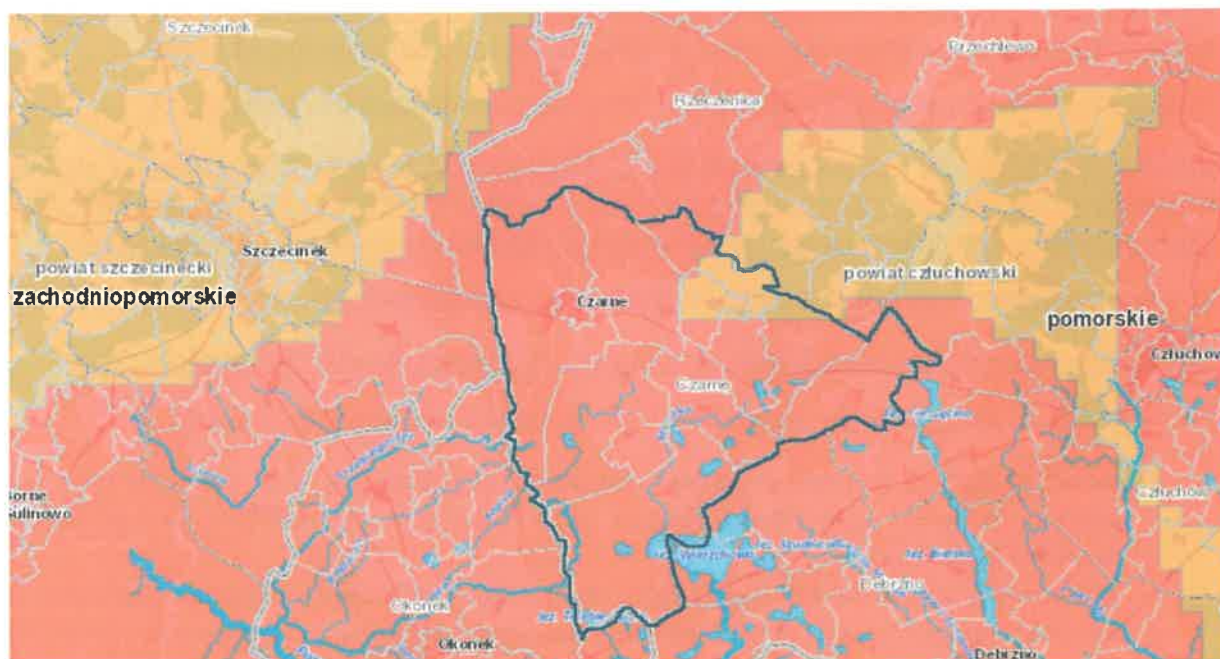 Szczecinek
Przechlewo
Rzeczenica
Szczecinek
powiat szczecinecki
zachodniopomorskie
powiat człuchowski
Czarne
pomorskie
Człuchów
Czarne
Człuchów
Borne
Sulinowo
Debrzno
Okonek
Okonek
Debrzno